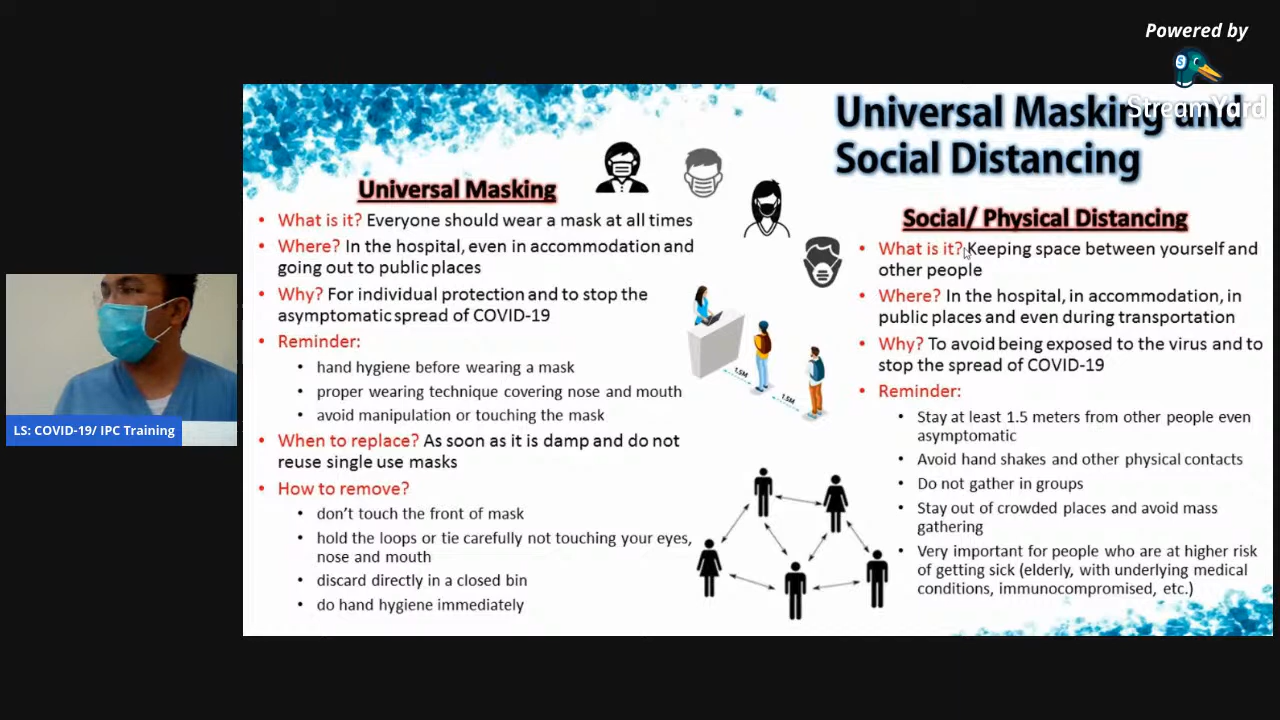 Powered by
StreamYard
Universal Masking and
Social Distancing
Universal Masking
• What is it? Everyone should wear a mask at all times
• Where? In the hospital, even in accommodation and
going out to public places
• Why? For individual protection and to stop the
asymptomatic spread of COVID-19
• Reminder:
• hand hygiene before wearing a mask
• proper wearing technique covering nose and mouth
• avoid manipulation or touching the mask
• When to replace? As soon as it is damp and do not
reuse single use masks
• How to remove?
• don't touch the front of mask
• hold the loops or tie carefully not touching your eyes,
nose and mouth
• discard directly in a closed bin
• do hand hygiene immediately
1.5M
1.5M
Social/ Physical Distancing
• What is it? Keeping space between yourself and
other people
• Where? In the hospital, in accommodation, in
public places and even during transportation
• Why? To avoid being exposed to the virus and to
stop the spread of COVID-19
• Reminder:
• Stay at least 1.5 meters from other people even
asymptomatic
• Avoid hand shakes and other physical contacts
• Do not gather in groups
• Stay out of crowded places and avoid mass
gathering
• Very important for people who are at higher risk
of getting sick (elderly, with underlying medical
conditions, immunocompromised, etc.)
LS: COVID-19/ IPC Training